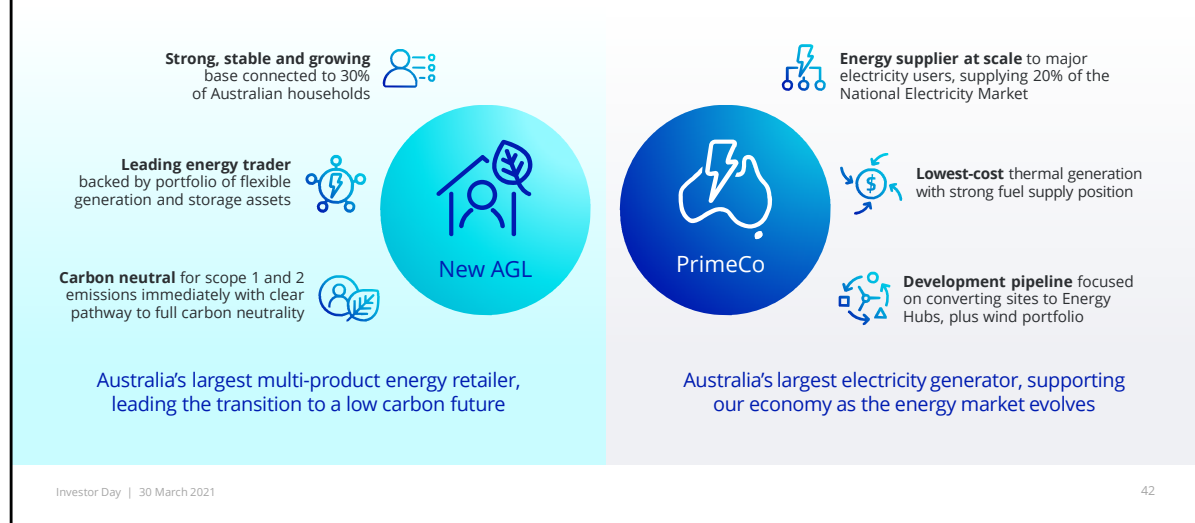 Strong, stable and growing
base connected to 30%
of Australian households
Leading energy trader
backed by portfolio of flexible
generation and storage assets
Carbon neutral for scope 1 and 2
emissions immediately with clear
pathway to full carbon neutrality
New AGL
Australia’s largest multi-product energy retailer,
leading the transition to a low carbon future
Energy supplier at scale to major
electricity users, supplying 20% of the
National Electricity Market
$
Lowest-cost thermal generation
with strong fuel supply position
PrimeCo
Development pipeline focused
on converting sites to Energy
Hubs, plus wind portfolio
Australia’s largest electricity generator, supporting
our economy as the energy market evolves
Investor Day | 30 March 2021
42